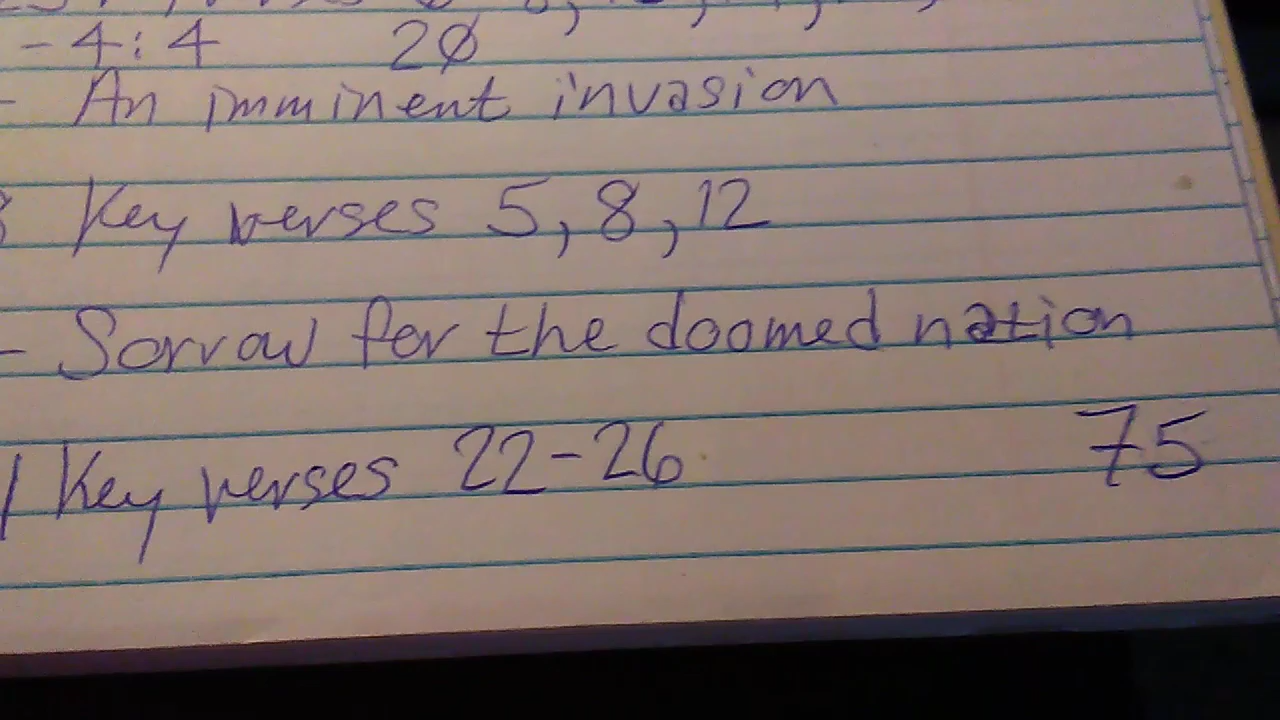 - 4:4 20
- An imminent invasion
Key verses 5, 8, 12
- Sorrow for the doomed nation
Key verses 22-26 75